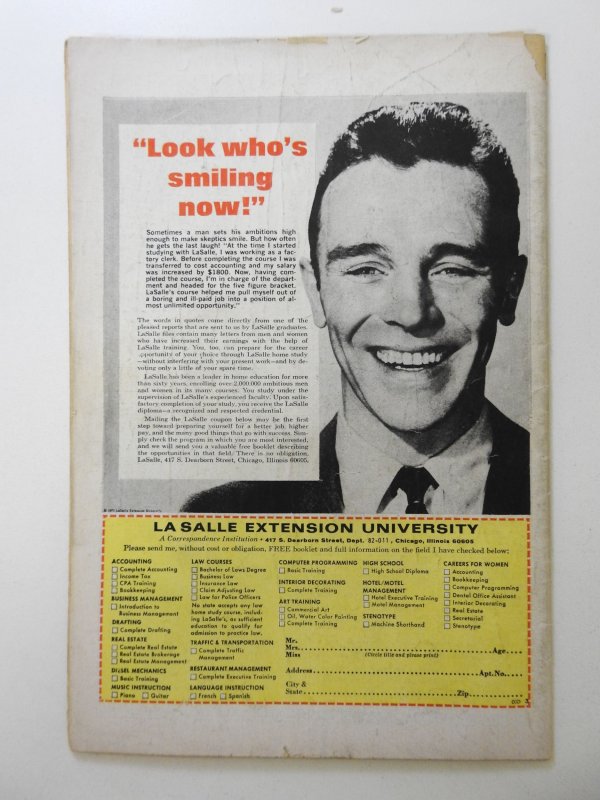 "Look who's
smiling
now!"
Sometimes a man sets his ambitions high
enough to make skeptics smile. But how often
he gets the last laugh! "At the time I started
studying with LaSalle, I was working as a fac-
tory clerk. Before completing the course I was
transferred to cost accounting and my salary
was increased by $1800. Now, having com-
pleted the course, I'm in charge of the depart-
ment and headed for the five figure bracket.
LaSalle's course helped me pull myself out of
a boring and ill-paid job into a position of al-
most unlimited opportunity."
The words in quotes come directly from one of the
pleased reports that are sent to us by LaSalle graduates.
LaSalle files contain many letters from men and women
who have increased their earnings with the help of
LaSalle training. You, too, can prepare for the career
opportunity of your choice through LaSalle home study
—without interfering with your present work—and by de-
voting only a little of your spare time.
LaSalle has been a leader in home education for more
than sixty years, enrolling over 2,000,000 ambitious men
and women in its many courses. You study under the
supervision of LaSalle's experienced faculty. Upon satis-
factory completion of your study, you receive the LaSalle
diploma—a recognized and respected credential.
Mailing the LaSalle coupon below may be the first
step toward preparing yourself for a better job, higher
pay, and the many good things that go with success. Sim-
ply check the program in which you are most interested,
and we will send you a valuable free booklet describing
the opportunities in that field. There is no obligation.
LaSalle, 417 S. Dearborn Street, Chicago, Illinois 60605.
© 1971 LaSalle Extension University
LA SALLE EXTENSION UNIVERSITY
A Correspondence Institution • 417 S. Dearborn Street, Dept. 82-011, Chicago, Illinois 60605
Please send me, without cost or obligation, FREE booklet and full information on the field I have checked below:
ACCOUNTING
Complete Accounting
Income Tax
CPA Training
Bookkeeping
BUSINESS MANAGEMENT
Introduction to
Business Management
DRAFTING
Complete Drafting
REAL ESTATE
Complete Real Estate
Real Estate Brokerage
Real Estate Management
DIESEL MECHANICS
Basic Training
MUSIC INSTRUCTION
Piano Guitar
LAW COURSES
Bachelor of Laws Degree
Business Law
Insurance Law
Claim Adjusting Law
Law for Police Officers
No state accepts any law
home study course, includ-
ing LaSalle's, as sufficient
education to qualify for
admission to practice law.
TRAFFIC & TRANSPORTATION
Complete Traffic
Management
RESTAURANT MANAGEMENT
Complete Executive Training
LANGUAGE INSTRUCTION
French Spanish
COMPUTER PROGRAMMING
Basic Training
INTERIOR DECORATING
Complete Training
ART TRAINING
Commercial Art
Oil, Water Color Painting
Complete Training
HIGH SCHOOL
High School Diploma
HOTEL/MOTEL
MANAGEMENT
Hotel Executive Training
Motel Management
STENOTYPE
Machine Shorthand
CAREERS FOR WOMEN
Accounting
Bookkeeping
Computer Programming
Dental Office Assistant
Interior Decorating
Real Estate
Secretarial
Stenotype
Mr.
Mrs. Age
Miss (Circle title and please print)
Address Apt. No.
City &
State Zip